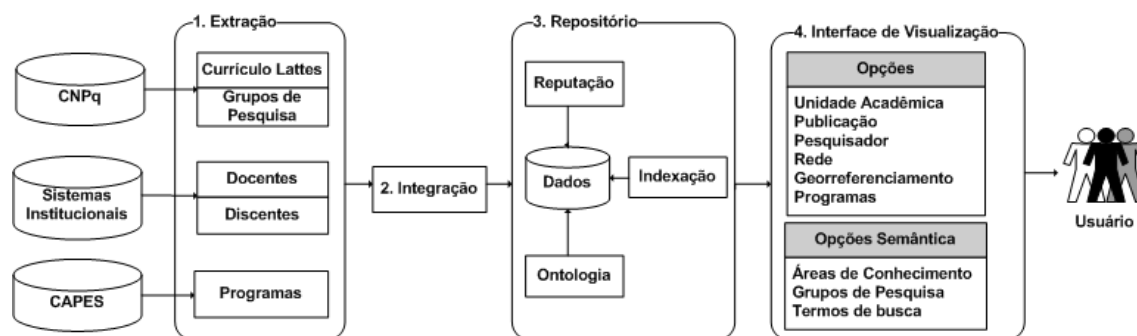 1. Extração
CNPq
Currículo Lattes
Grupos de
Pesquisa
Sistemas
Institucionais
Docentes
Discentes
CAPES
Programas
2. Integração
3. Repositório
Reputação
Dados
Indexação
Ontologia
4. Interface de Visualização
Opções
Unidade Acadêmica
Publicação
Pesquisador
Rede
Georreferenciamento
Programas
Opções Semântica
Áreas de Conhecimento
Grupos de Pesquisa
Termos de busca
Usuário